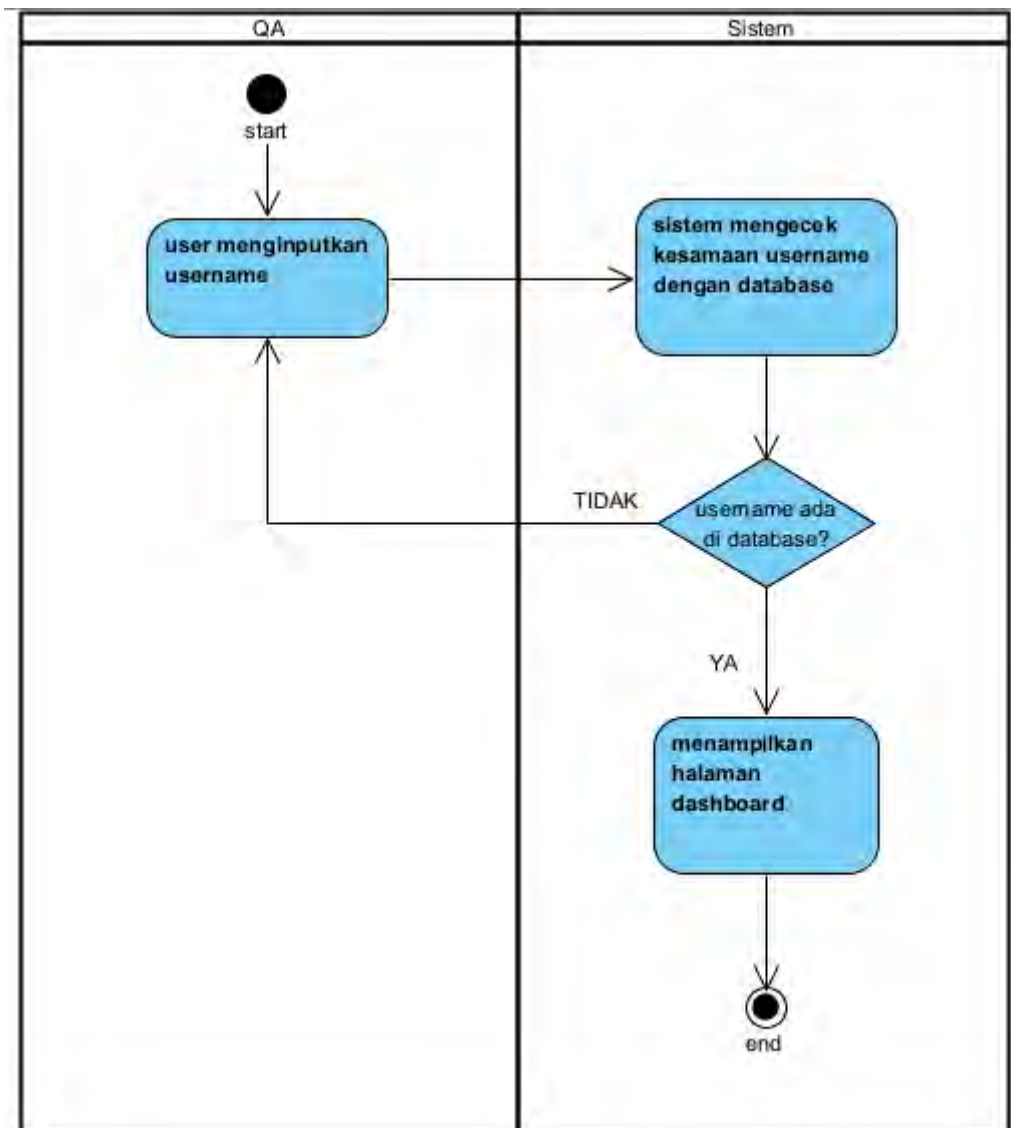 QA
Sistem
start
user menginputkan
username
sistem mengecek
kesamaan username
dengan database
TIDAK
username ada
di database?
YA
menampilkan
halaman
dashboard
end